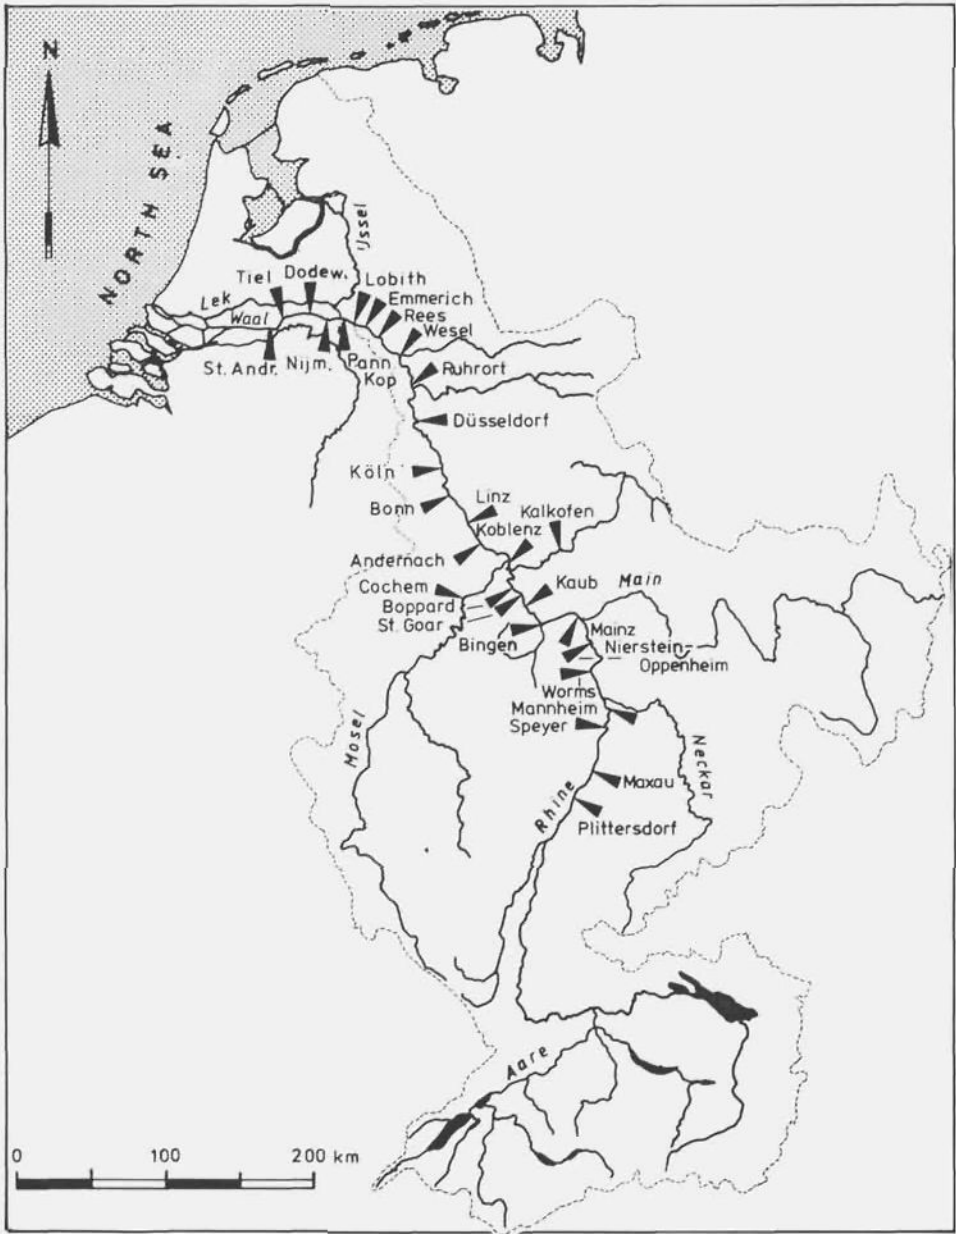 N
NORTH SEA
IJssel
Tiel
Dodew.
Lobith
Lek
Emmerich
Waal
Rees
Wesel
St. Andr.
Nijm.
Pann
Kop
Ruhrort
Düsseldorf
Köln
Linz
Bonn
Kalkofen
Koblenz
Andernach
Cochem
Kaub
Main
Boppard
St. Goar
Bingen
Mainz
Nierstein-
Oppenheim
Worms
Mannheim
Speyer
Mosel
Neckar
Rhine
Maxau
Plittersdorf
Aare
0 100 200 km